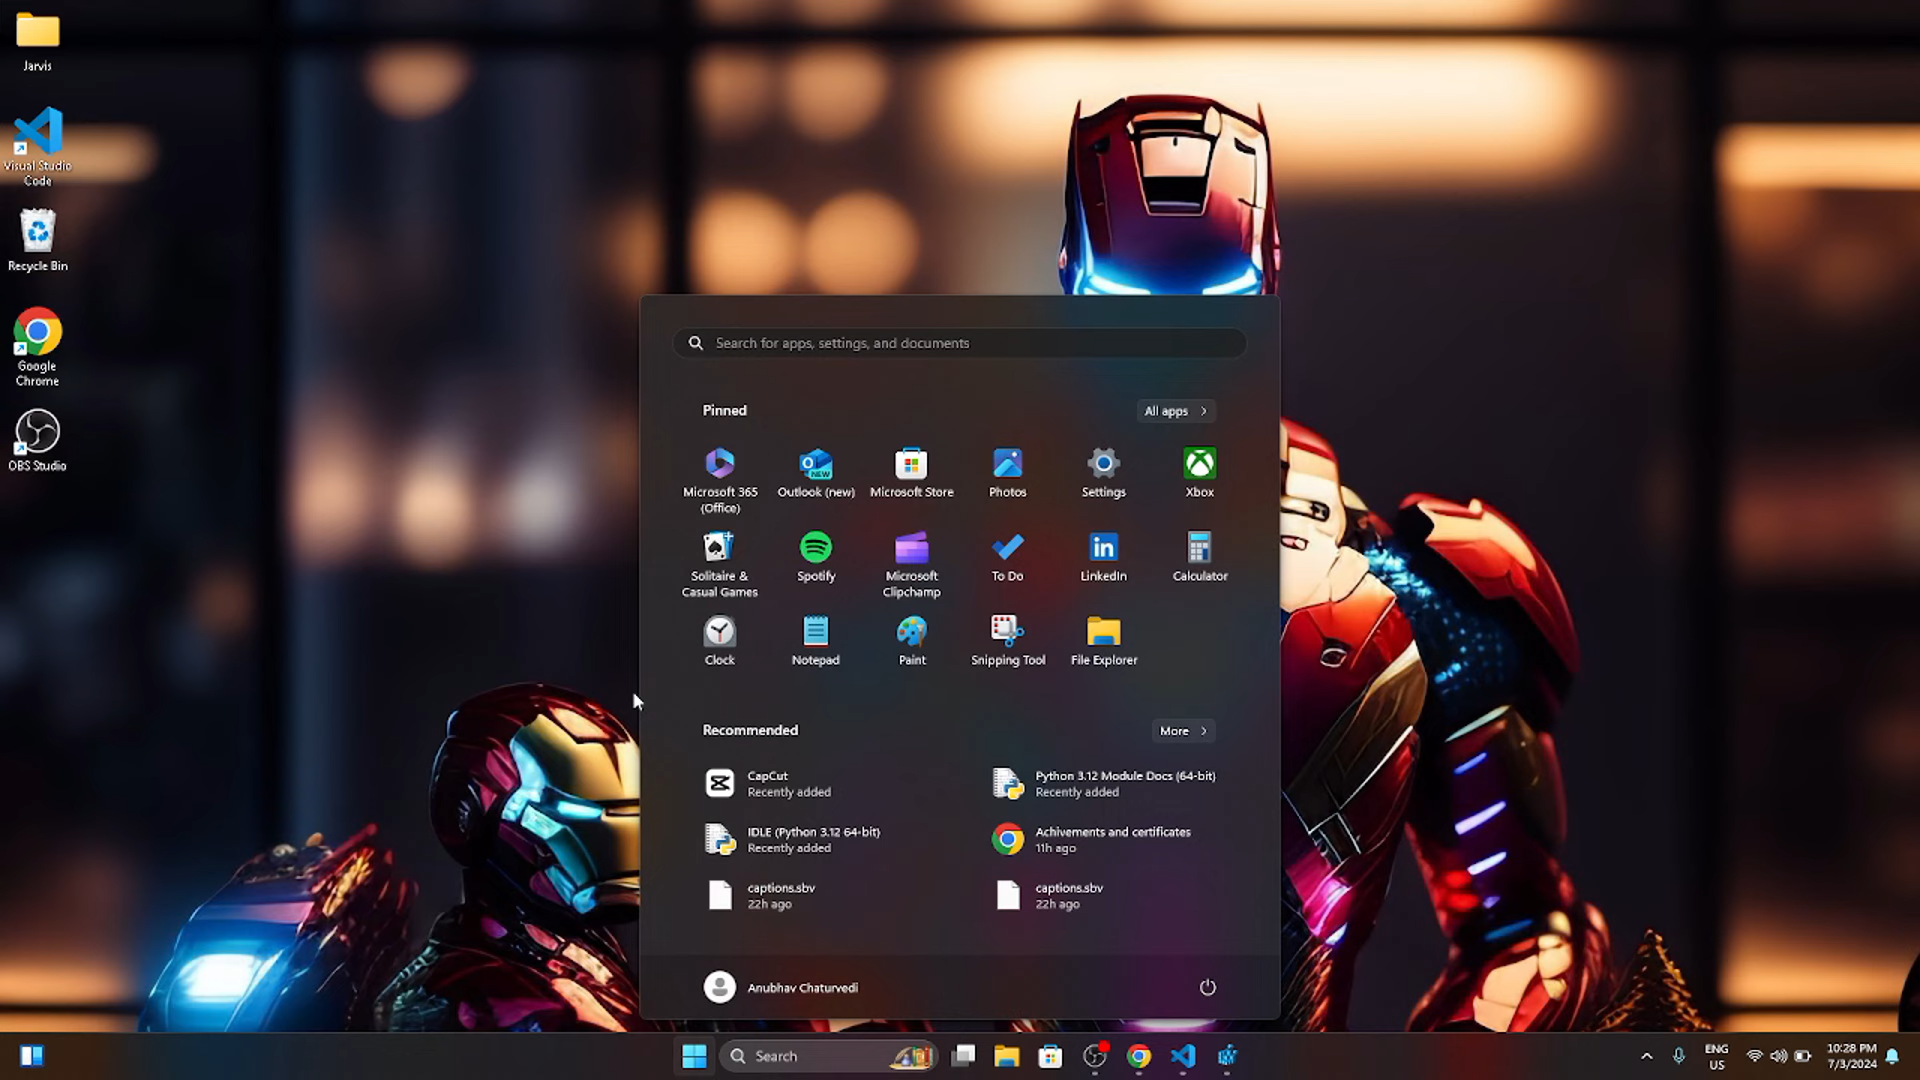 Jarvis
Visual Studio
Code
Recycle Bin
Google
Chrome
OBS Studio
Search for apps, settings, and documents
Pinned
All apps
Microsoft 365
(Office)
Outlook (new)
Microsoft Store
Photos
Settings
Xbox
Solitaire &
Casual Games
Spotify
Microsoft
Clipchamp
To Do
LinkedIn
Calculator
Clock
Notepad
Paint
Snipping Tool
File Explorer
Recommended
More
CapCut
Recently added
Python 3.12 Module Docs (64-bit)
Recently added
IDLE (Python 3.12 64-bit)
Recently added
Achivements and certificates
11h ago
captions.sbv
22h ago
captions.sbv
22h ago
Anubhav Chaturvedi
Search
ENG
US
10:28 PM
7/3/2024